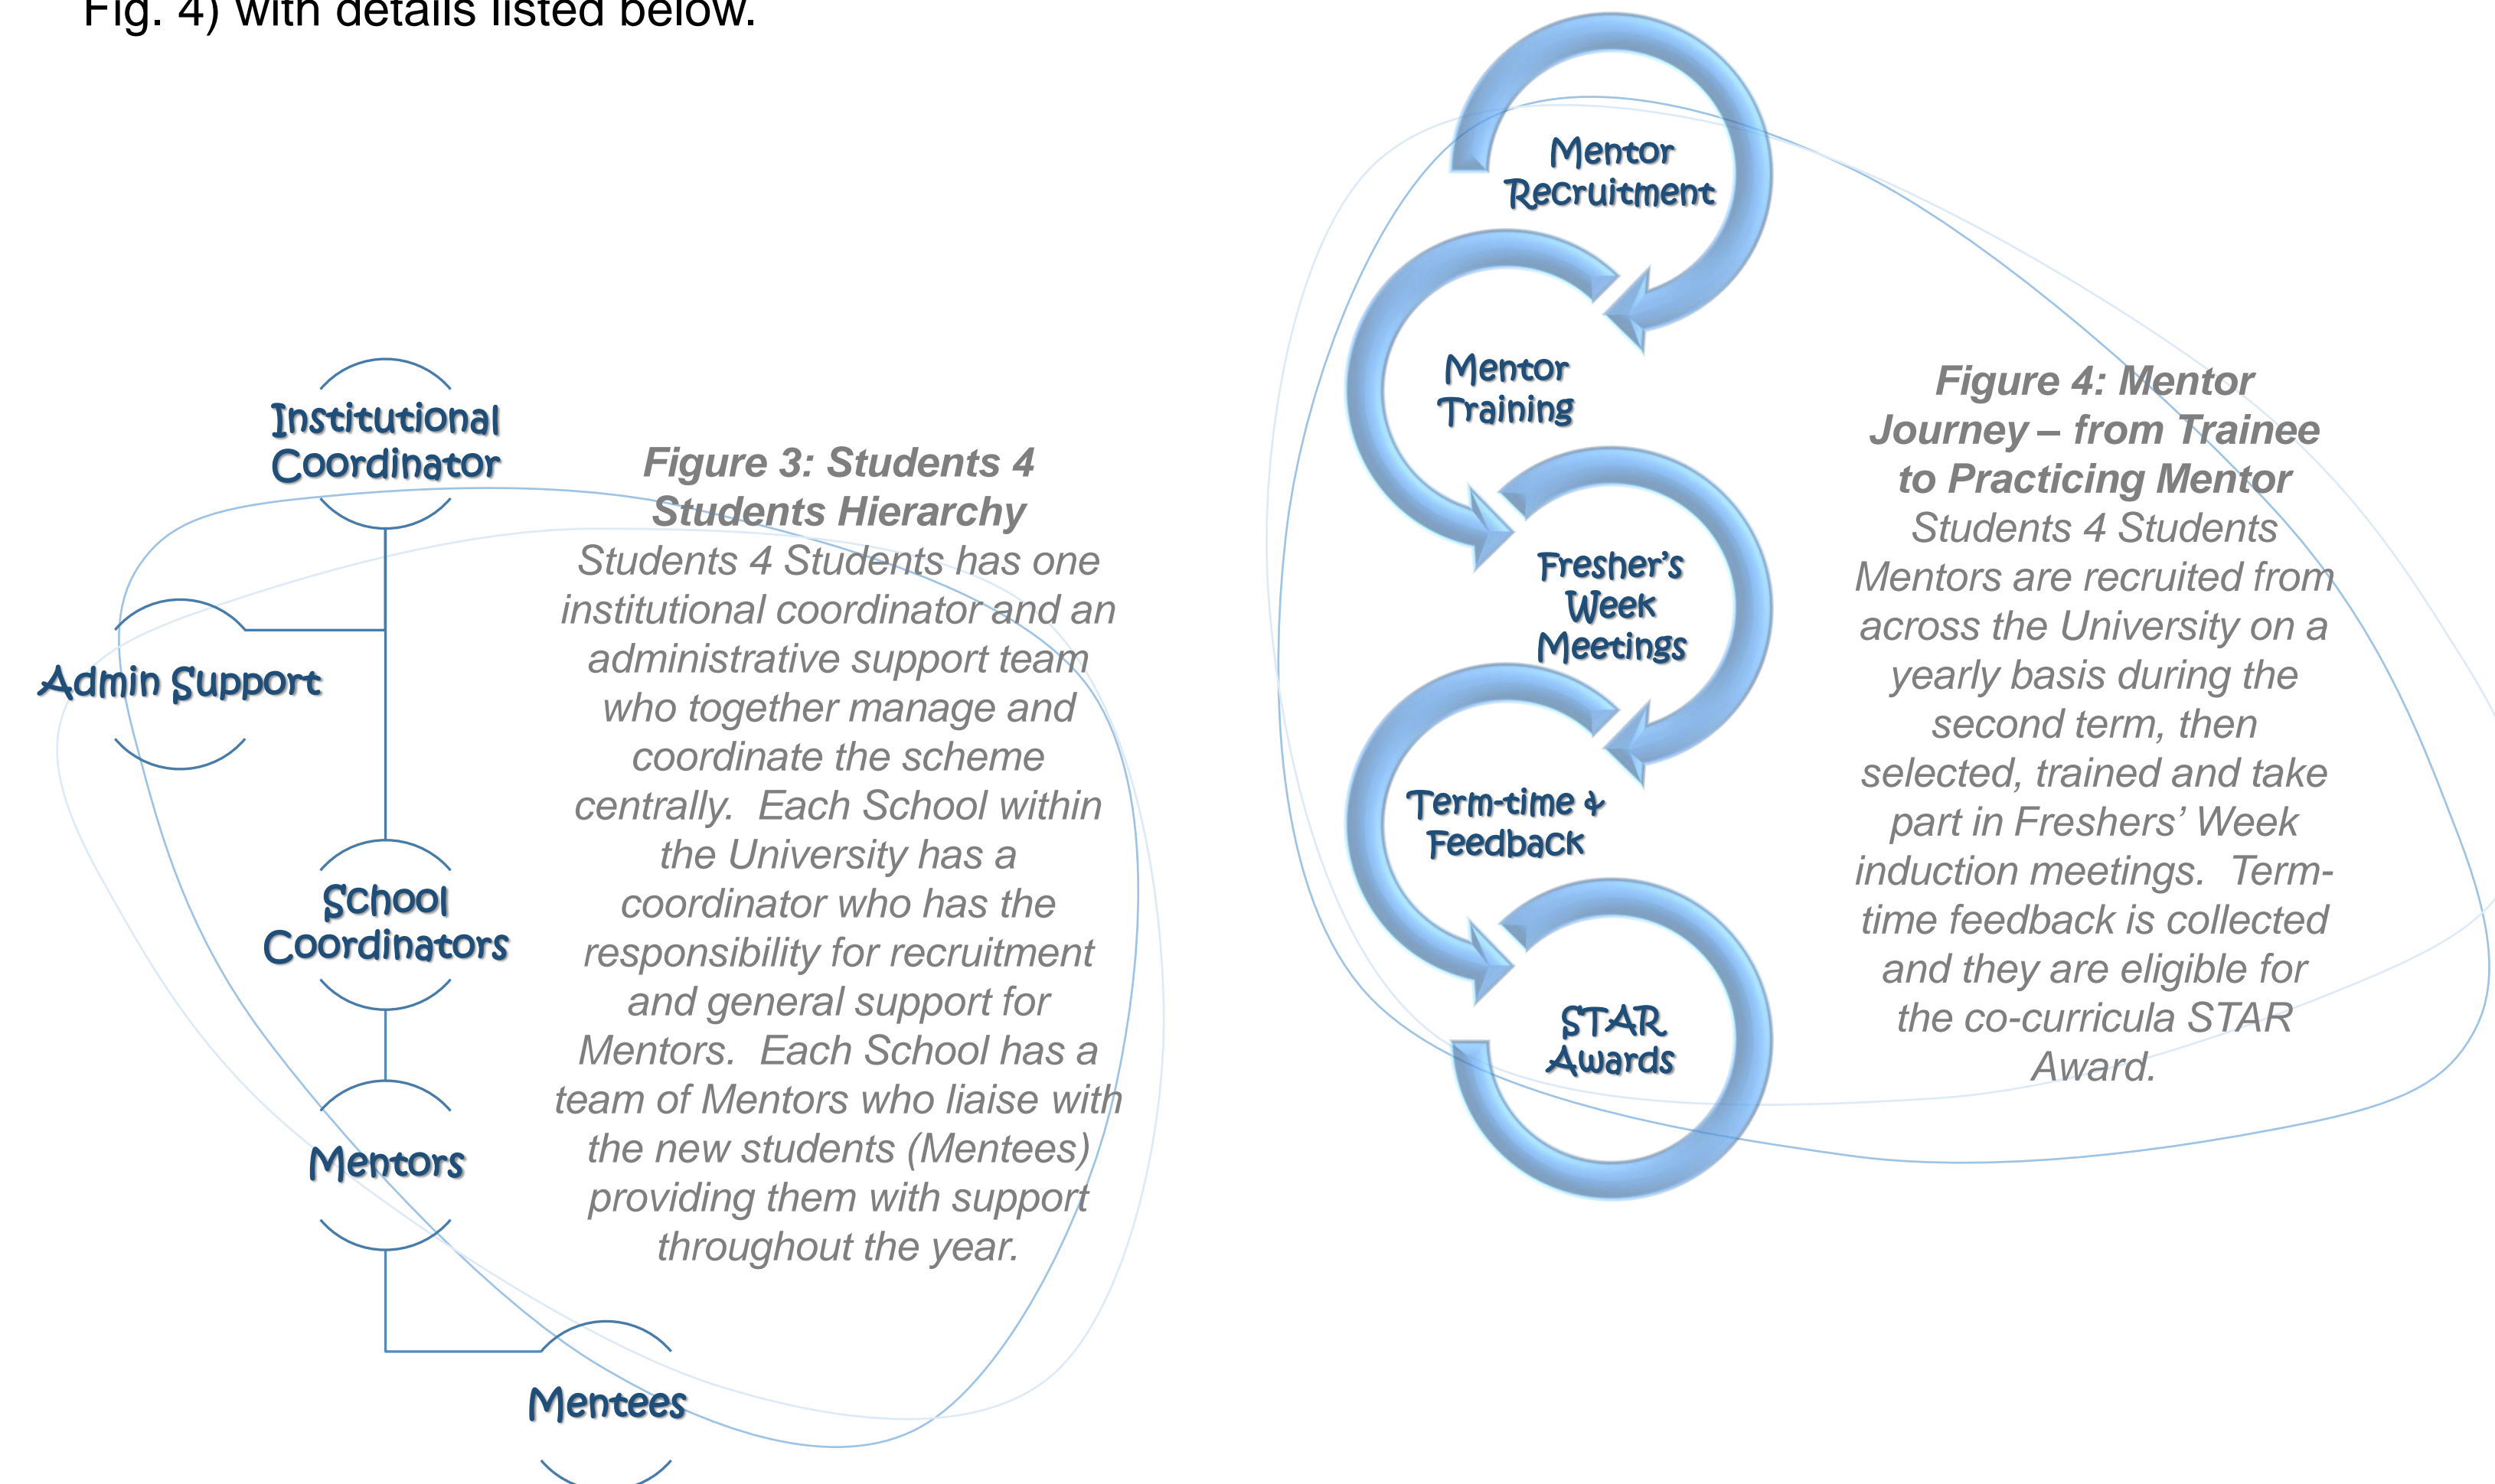 Fig. 4) with details listed below.
Institutional
Coordinator
Admin Support
School
Coordinators
Mentors
Mentees
Figure 3: Students 4
Students Hierarchy
Students 4 Students has one
institutional coordinator and an
administrative support team
who together manage and
coordinate the scheme
centrally.  Each School within
the University has a
coordinator who has the
responsibility for recruitment
and general support for
Mentors.  Each School has a
team of Mentors who liaise with
the new students (Mentees)
providing them with support
throughout the year.
Mentor
Recruitment
Mentor
Training
Fresher's
Week
Meetings
Term-time &
Feedback
STAR
Awards
Figure 4: Mentor
Journey – from Trainee
to Practicing Mentor
Students 4 Students
Mentors are recruited from
across the University on a
yearly basis during the
second term, then
selected, trained and take
part in Freshers’ Week
induction meetings.  Term-
time feedback is collected
and they are eligible for
the co-curricula STAR
Award.